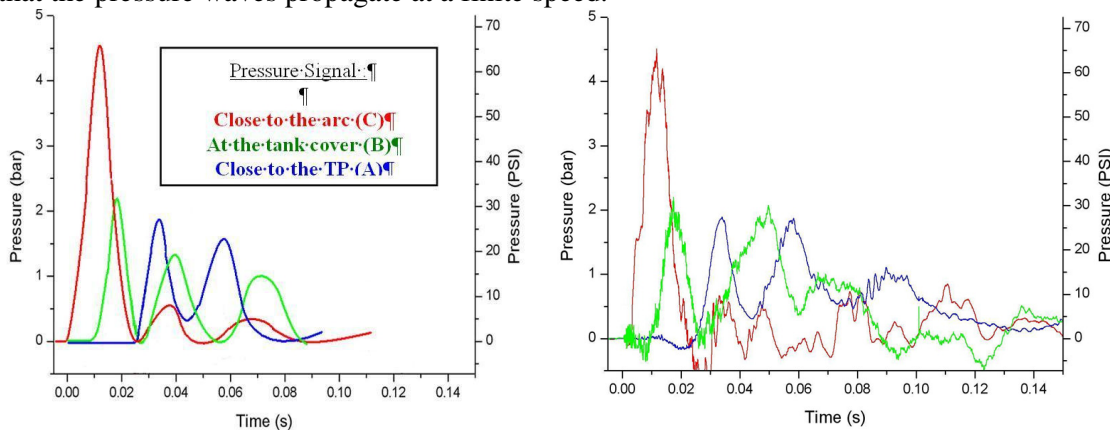 that the pressure waves propagate at a finite speed.
5
4
3
2
1
0
Pressure (bar)
70
60
50
40
30
20
10
0
Pressure (PSI)
Pressure·Signal·:¶
¶
Close·to·the·arc·(C)¶
At·the·tank·cover·(B)¶
Close·to·the·TP·(A)¶
0.00 0.02 0.04 0.06 0.08 0.10 0.12 0.14
Time (s)
5
4
3
2
1
0
Pressure (bar)
70
60
50
40
30
20
10
0
Pressure (PSI)
0.00 0.02 0.04 0.06 0.08 0.10 0.12 0.14
Time (s)